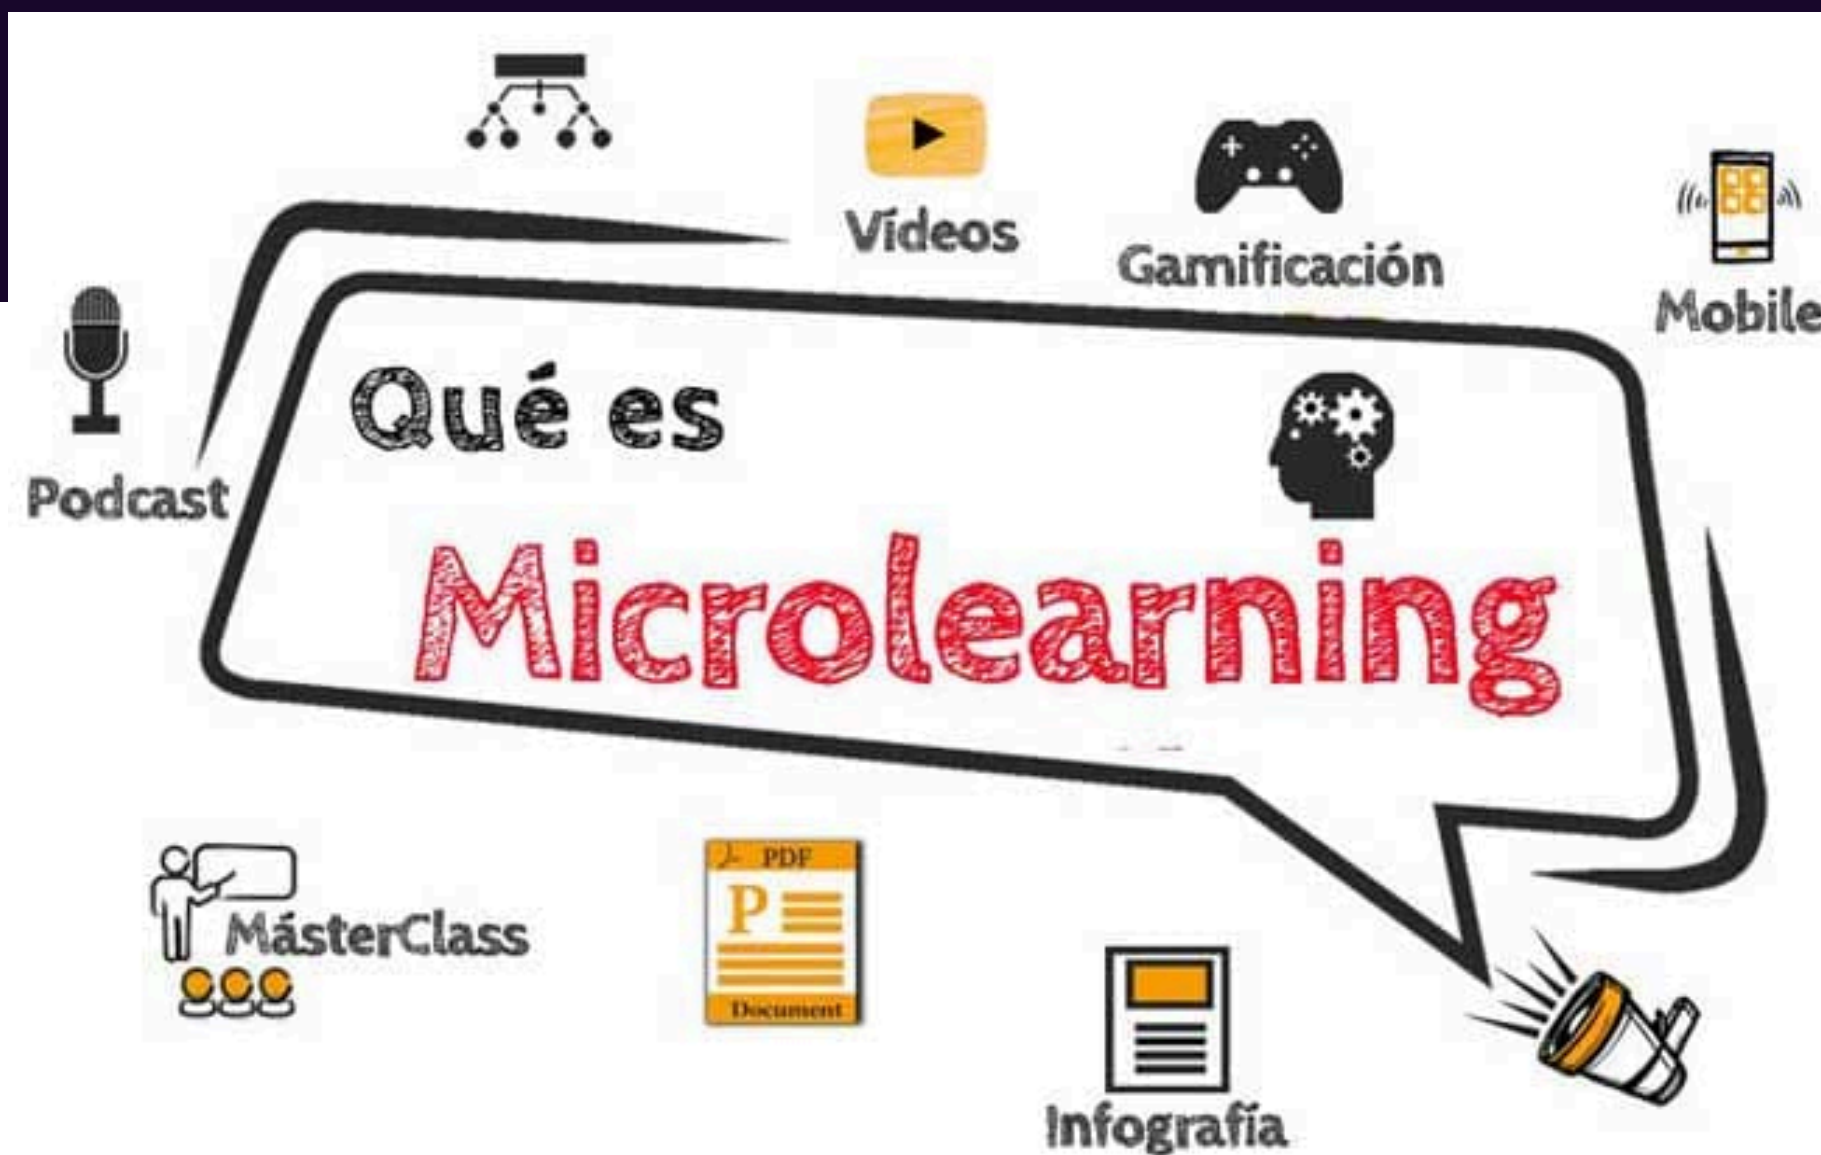 Vídeos
Gamificación
Mobile
Podcast
Qué es
Microlearning
MásterClass
PDF
P
Document
Infografía